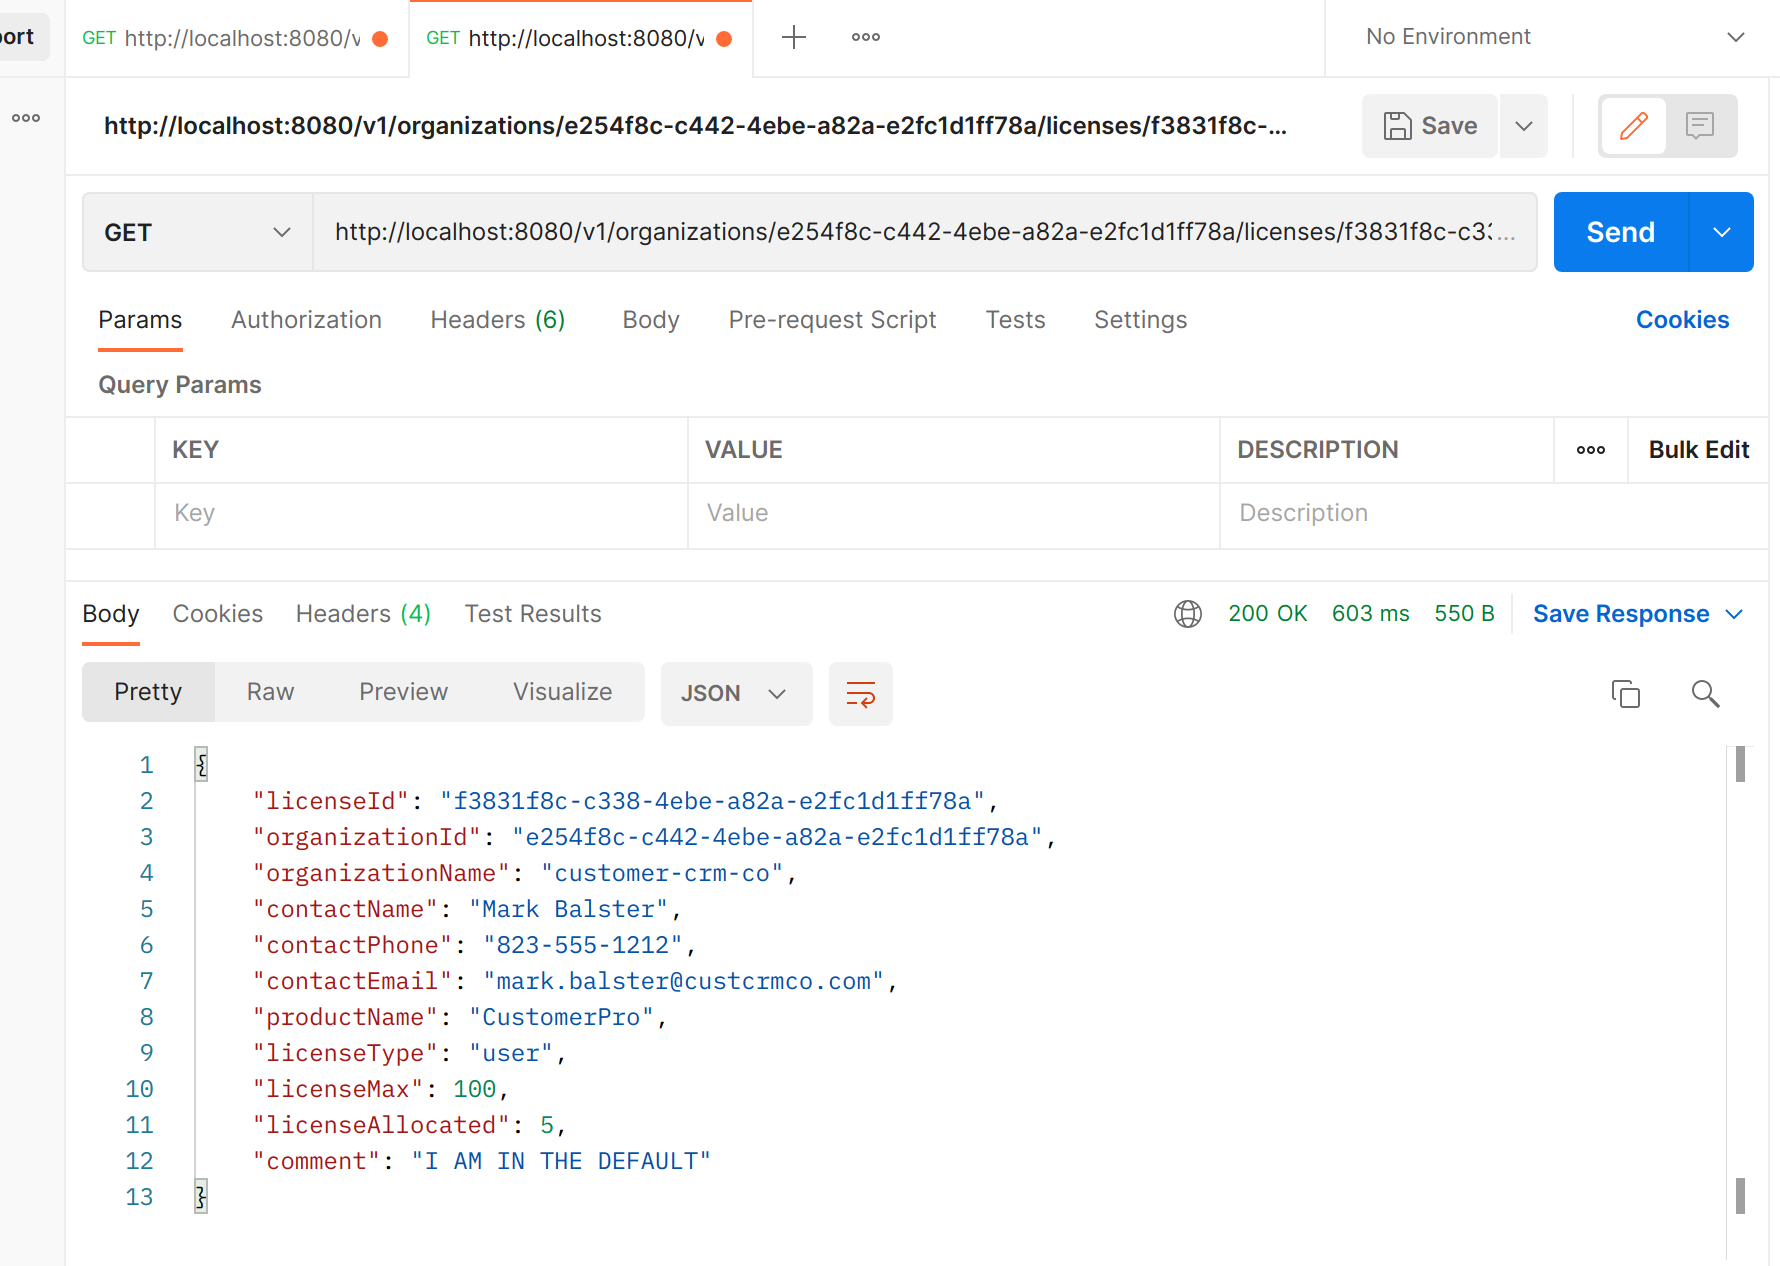 ort
GET http://localhost:8080/v
GET http://localhost:8080/v
No Environment
http://localhost:8080/v1/organizations/e254f8c-c442-4ebe-a82a-e2fc1d1ff78a/licenses/f3831f8c-...
Save
GET
http://localhost:8080/v1/organizations/e254f8c-c442-4ebe-a82a-e2fc1d1ff78a/licenses/f3831f8c-c33...
Send
Params Authorization Headers (6) Body Pre-request Script Tests Settings Cookies
Query Params
KEY VALUE DESCRIPTION Bulk Edit
Key Value Description
Body Cookies Headers (4) Test Results 200 OK 603 ms 550 B Save Response
Pretty Raw Preview Visualize JSON
1 {
2 "licenseId": "f3831f8c-c338-4ebe-a82a-e2fc1d1ff78a",
3 "organizationId": "e254f8c-c442-4ebe-a82a-e2fc1d1ff78a",
4 "organizationName": "customer-crm-co",
5 "contactName": "Mark Balster",
6 "contactPhone": "823-555-1212",
7 "contactEmail": "mark.balster@custcrmco.com",
8 "productName": "CustomerPro",
9 "licenseType": "user",
10 "licenseMax": 100,
11 "licenseAllocated": 5,
12 "comment": "I AM IN THE DEFAULT"
13 }